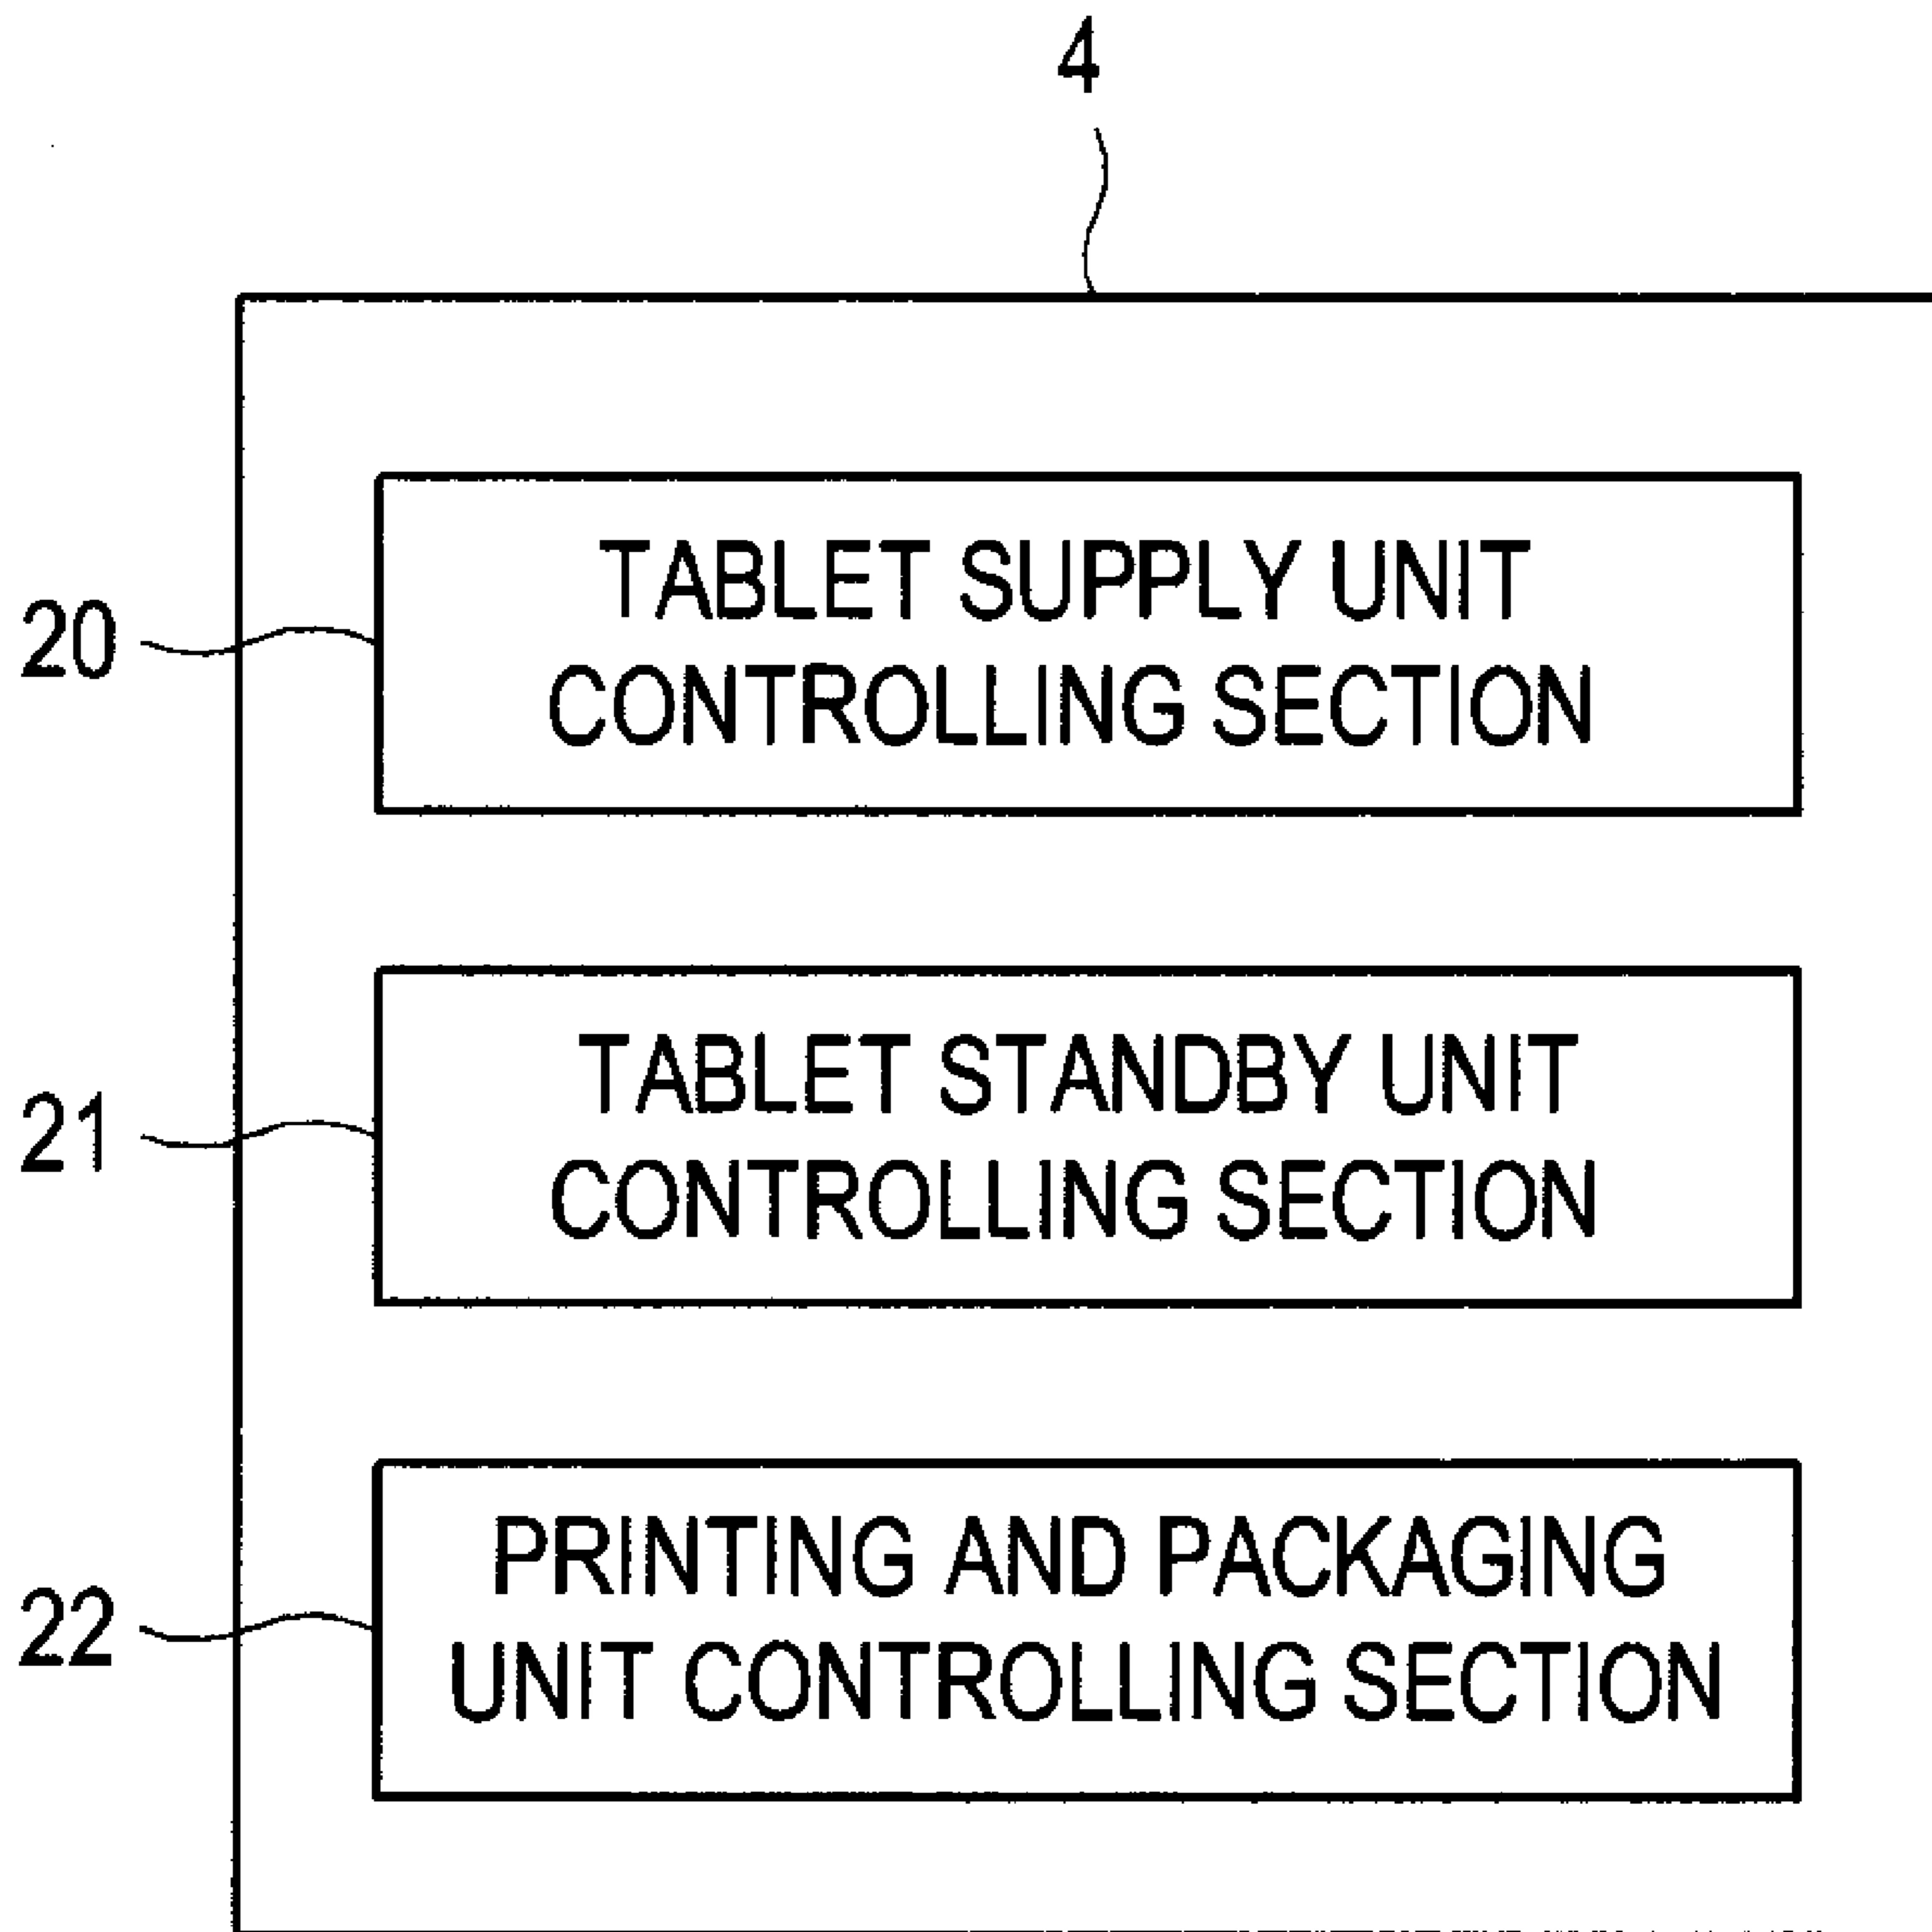 4
20
TABLET SUPPLY UNIT
CONTROLLING SECTION
21
TABLET STANDBY UNIT
CONTROLLING SECTION
22
PRINTING AND PACKAGING
UNIT CONTROLLING SECTION